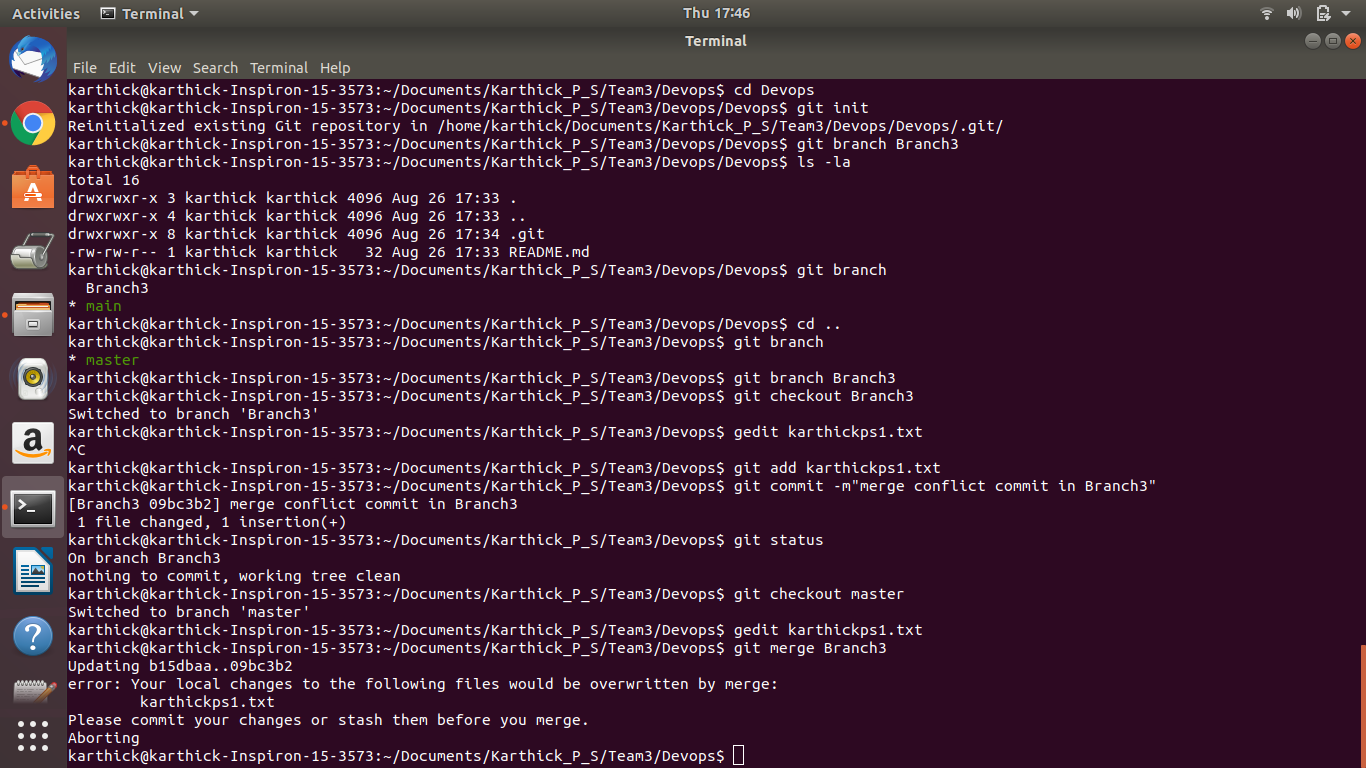 Activities Terminal Thu 17:46
Terminal
File Edit View Search Terminal Help
karthick@karthick-Inspiron-15-3573:~/Documents/Karthick_P_S/Team3/Devops$ cd Devops
karthick@karthick-Inspiron-15-3573:~/Documents/Karthick_P_S/Team3/Devops/Devops$ git init
Reinitialized existing Git repository in /home/karthick/Documents/Karthick_P_S/Team3/Devops/Devops/.git/
karthick@karthick-Inspiron-15-3573:~/Documents/Karthick_P_S/Team3/Devops/Devops$ git branch Branch3
karthick@karthick-Inspiron-15-3573:~/Documents/Karthick_P_S/Team3/Devops/Devops$ ls -la
total 16
drwxrwxr-x 3 karthick karthick 4096 Aug 26 17:33 .
drwxrwxr-x 4 karthick karthick 4096 Aug 26 17:33 ..
drwxrwxr-x 8 karthick karthick 4096 Aug 26 17:34 .git
-rw-rw-r-- 1 karthick karthick   32 Aug 26 17:33 README.md
karthick@karthick-Inspiron-15-3573:~/Documents/Karthick_P_S/Team3/Devops/Devops$ git branch
  Branch3
* main
karthick@karthick-Inspiron-15-3573:~/Documents/Karthick_P_S/Team3/Devops/Devops$ cd ..
karthick@karthick-Inspiron-15-3573:~/Documents/Karthick_P_S/Team3/Devops$ git branch
* master
karthick@karthick-Inspiron-15-3573:~/Documents/Karthick_P_S/Team3/Devops$ git branch Branch3
karthick@karthick-Inspiron-15-3573:~/Documents/Karthick_P_S/Team3/Devops$ git checkout Branch3
Switched to branch 'Branch3'
karthick@karthick-Inspiron-15-3573:~/Documents/Karthick_P_S/Team3/Devops$ gedit karthickps1.txt
^C
karthick@karthick-Inspiron-15-3573:~/Documents/Karthick_P_S/Team3/Devops$ git add karthickps1.txt
karthick@karthick-Inspiron-15-3573:~/Documents/Karthick_P_S/Team3/Devops$ git commit -m"merge conflict commit in Branch3"
[Branch3 09bc3b2] merge conflict commit in Branch3
 1 file changed, 1 insertion(+)
karthick@karthick-Inspiron-15-3573:~/Documents/Karthick_P_S/Team3/Devops$ git status
On branch Branch3
nothing to commit, working tree clean
karthick@karthick-Inspiron-15-3573:~/Documents/Karthick_P_S/Team3/Devops$ git checkout master
Switched to branch 'master'
karthick@karthick-Inspiron-15-3573:~/Documents/Karthick_P_S/Team3/Devops$ gedit karthickps1.txt
karthick@karthick-Inspiron-15-3573:~/Documents/Karthick_P_S/Team3/Devops$ git merge Branch3
Updating b15dbaa..09bc3b2
error: Your local changes to the following files would be overwritten by merge:
        karthickps1.txt
Please commit your changes or stash them before you merge.
Aborting
karthick@karthick-Inspiron-15-3573:~/Documents/Karthick_P_S/Team3/Devops$